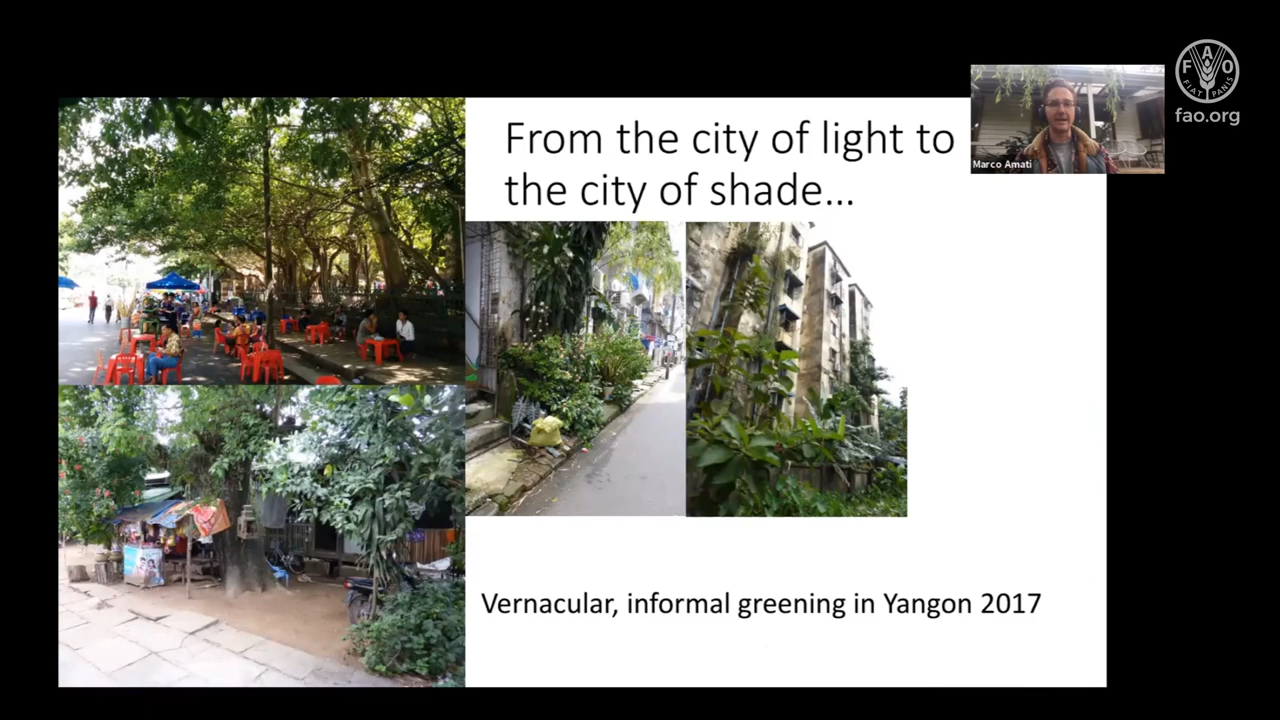 From the city of light to
the city of shade...
Vernacular, informal greening in Yangon 2017
Marco Amati
F A O
FIAT PANIS
fao.org